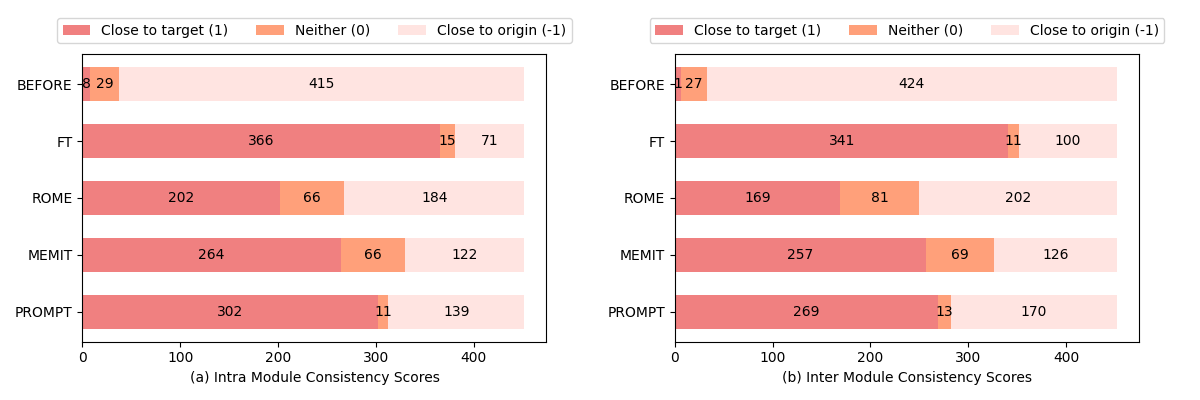 Close to target (1) Neither (0) Close to origin (-1)
BEFORE 8 29 415
FT 366 15 71
ROME 202 66 184
MEMIT 264 66 122
PROMPT 302 11 139
0 100 200 300 400
(a) Intra Module Consistency Scores
Close to target (1) Neither (0) Close to origin (-1)
BEFORE 1 27 424
FT 341 11 100
ROME 169 81 202
MEMIT 257 69 126
PROMPT 269 13 170
0 100 200 300 400
(b) Inter Module Consistency Scores